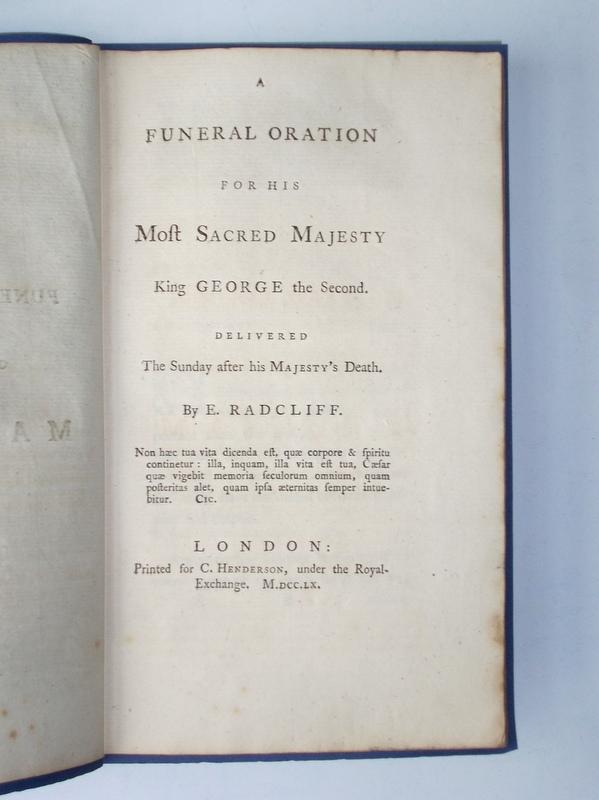 A
FUNERAL ORATION
FOR HIS
Moſt SACRED MAJESTY
King GEORGE the Second.
DELIVERED
The Sunday after his MAJESTY'S Death.
By E. RADCLIFF.
Non hæc tua vita dicenda eſt, quæ corpore & ſpiritu
continetur: illa, inquam, illa vita eſt tua, Cæſar
quæ vigebit memoria ſeculorum omnium, quam
poſteritas alet, quam ipſa æternitas ſemper intue-
bitur. CIC.
LONDON:
Printed for C. HENDERSON, under the Royal-
Exchange. M.DCC.LX.